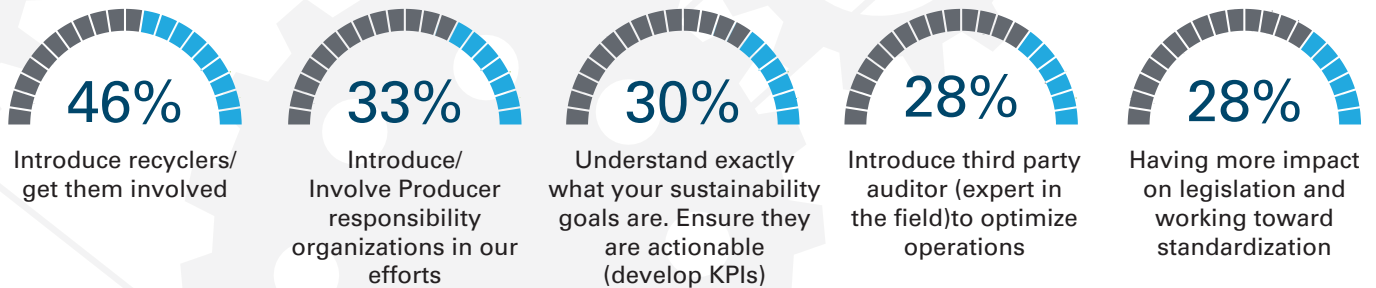 46%
Introduce recyclers/
get them involved
33%
Introduce/
Involve Producer
responsibility
organizations in our
efforts
30%
Understand exactly
what your sustainability
goals are. Ensure they
are actionable
(develop KPIs)
28%
Introduce third party
auditor (expert in
the field)to optimize
operations
28%
Having more impact
on legislation and
working toward
standardization